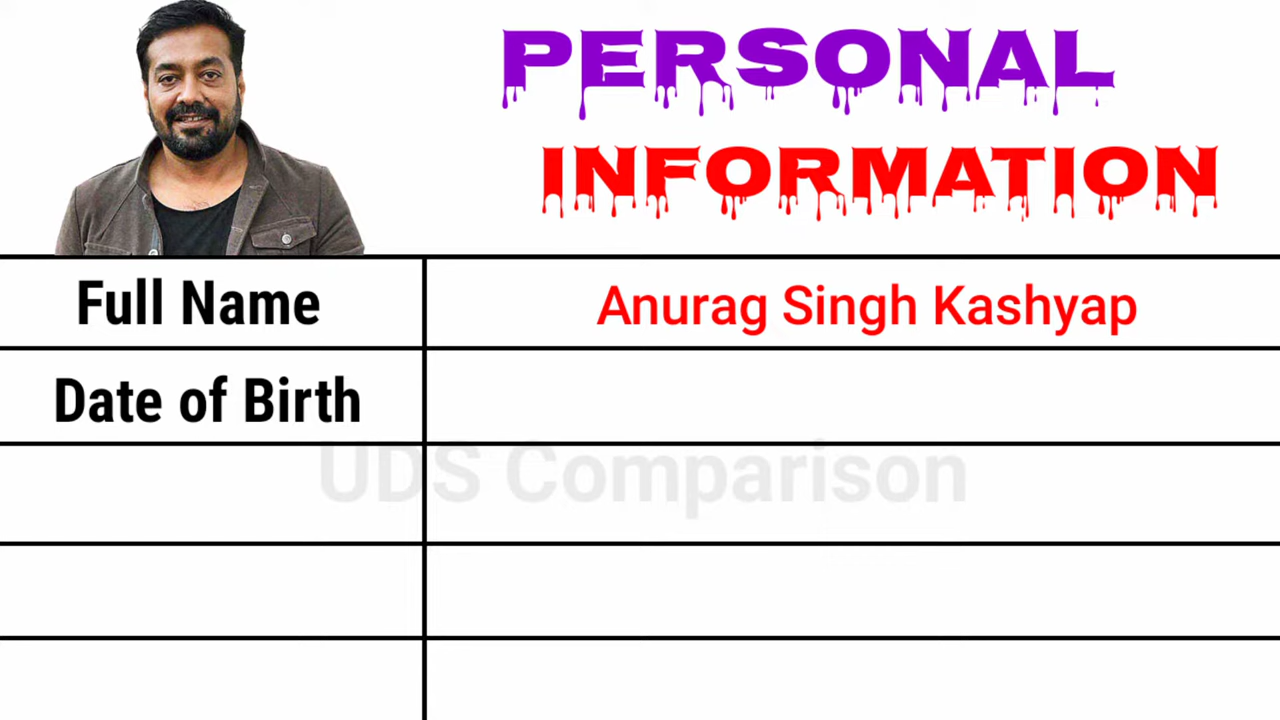 PERSONAL
INFORMATION
Full Name
Anurag Singh Kashyap
Date of Birth
UDS Comparison